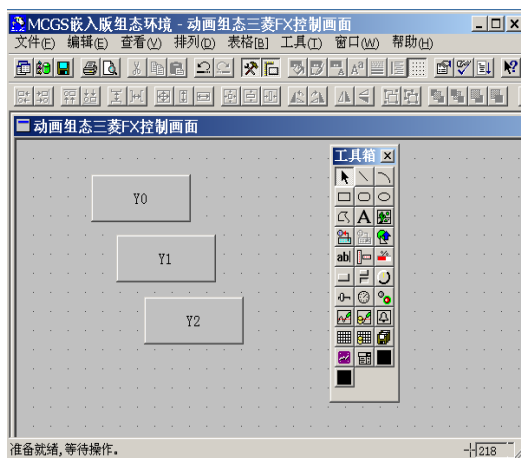 MCGS嵌入版组态环境 - 动画组态三菱FX控制画面
文件(F) 编辑(E) 查看(V) 排列(D) 表格[B] 工具(T) 窗口(W) 帮助(H)
动画组态三菱FX控制画面
工具箱
Y0
Y1
Y2
A
ab
准备就绪,等待操作。
218